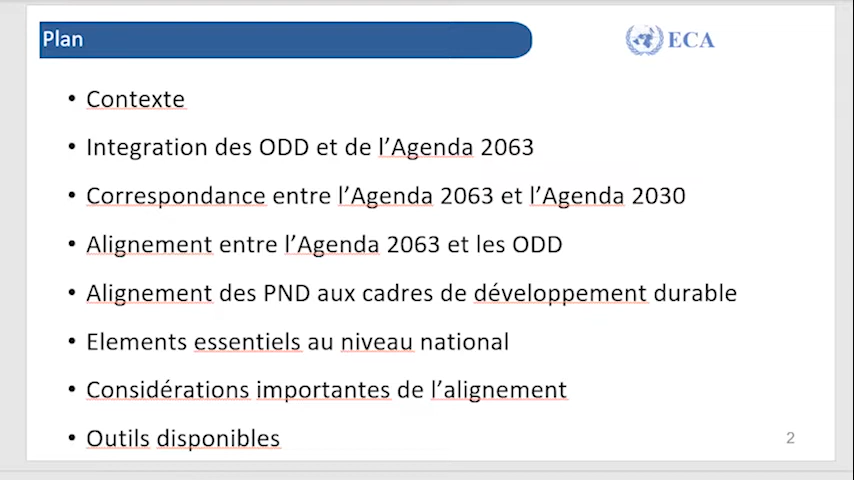 Plan
ECA
• Contexte
• Integration des ODD et de l’Agenda 2063
• Correspondance entre l’Agenda 2063 et l’Agenda 2030
• Alignement entre l’Agenda 2063 et les ODD
• Alignement des PND aux cadres de développement durable
• Elements essentiels au niveau national
• Considérations importantes de l’alignement
• Outils disponibles
2